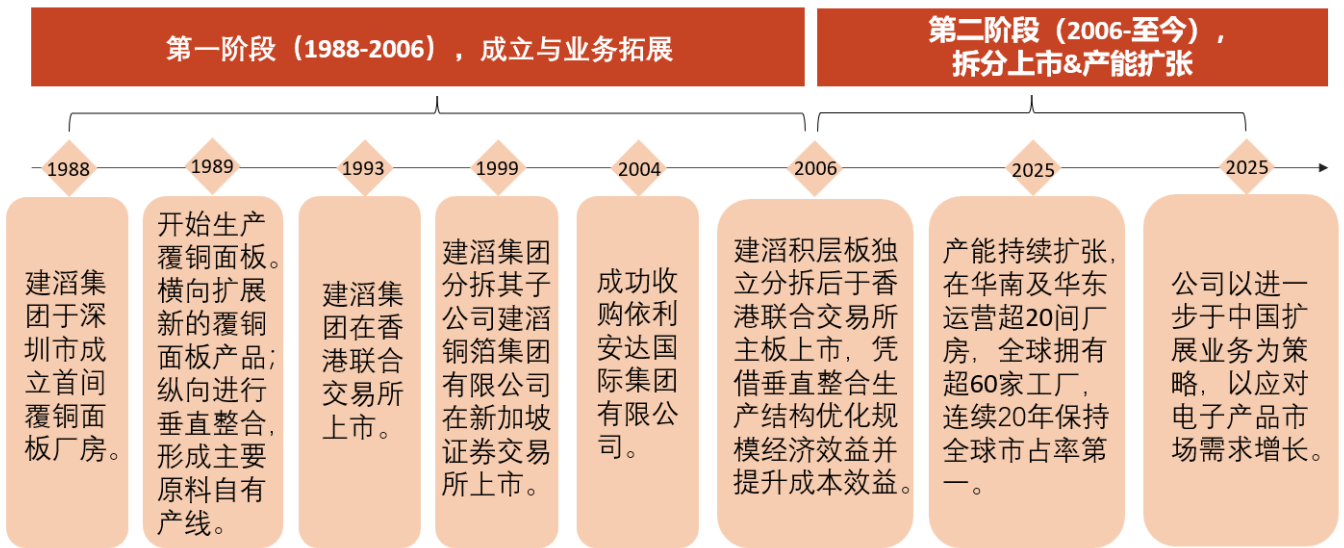 第一阶段（1988-2006），成立与业务拓展
第二阶段（2006-至今），
拆分上市&产能扩张
1988
1989
1993
1999
2004
2006
2025
2025
建滔集
团于深
圳市成
立首间
覆铜面
板厂房。
开始生产
覆铜面板。
横向扩展
新的覆铜
面板产品；
纵向进行
垂直整合，
形成主要
原料自有
产线。
建滔集
团在香
港联合
交易所
上市。
建滔集团
分拆其子
公司建滔
铜箔集团
有限公司
在新加坡
证券交易
所上市。
成功收
购依利
安达国
际集团
有限公
司。
建滔积层板独
立分拆后于香
港联合交易所
主板上市，凭
借垂直整合生
产结构优化规
模经济效益并
提升成本效益。
产能持续扩张，
在华南及华东
运营超20间厂
房，全球拥有
超60家工厂，
连续20年保持
全球市占率第
一。
公司以进一
步于中国扩
展业务为策
略，以应对
电子产品市
场需求增长。